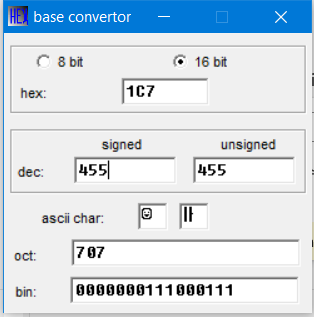 HEX base convertor
8 bit 16 bit
hex: 1C7
signed unsigned
dec: 455 455
ascii char: ☺ ╟
oct: 707
bin: 0000000111000111